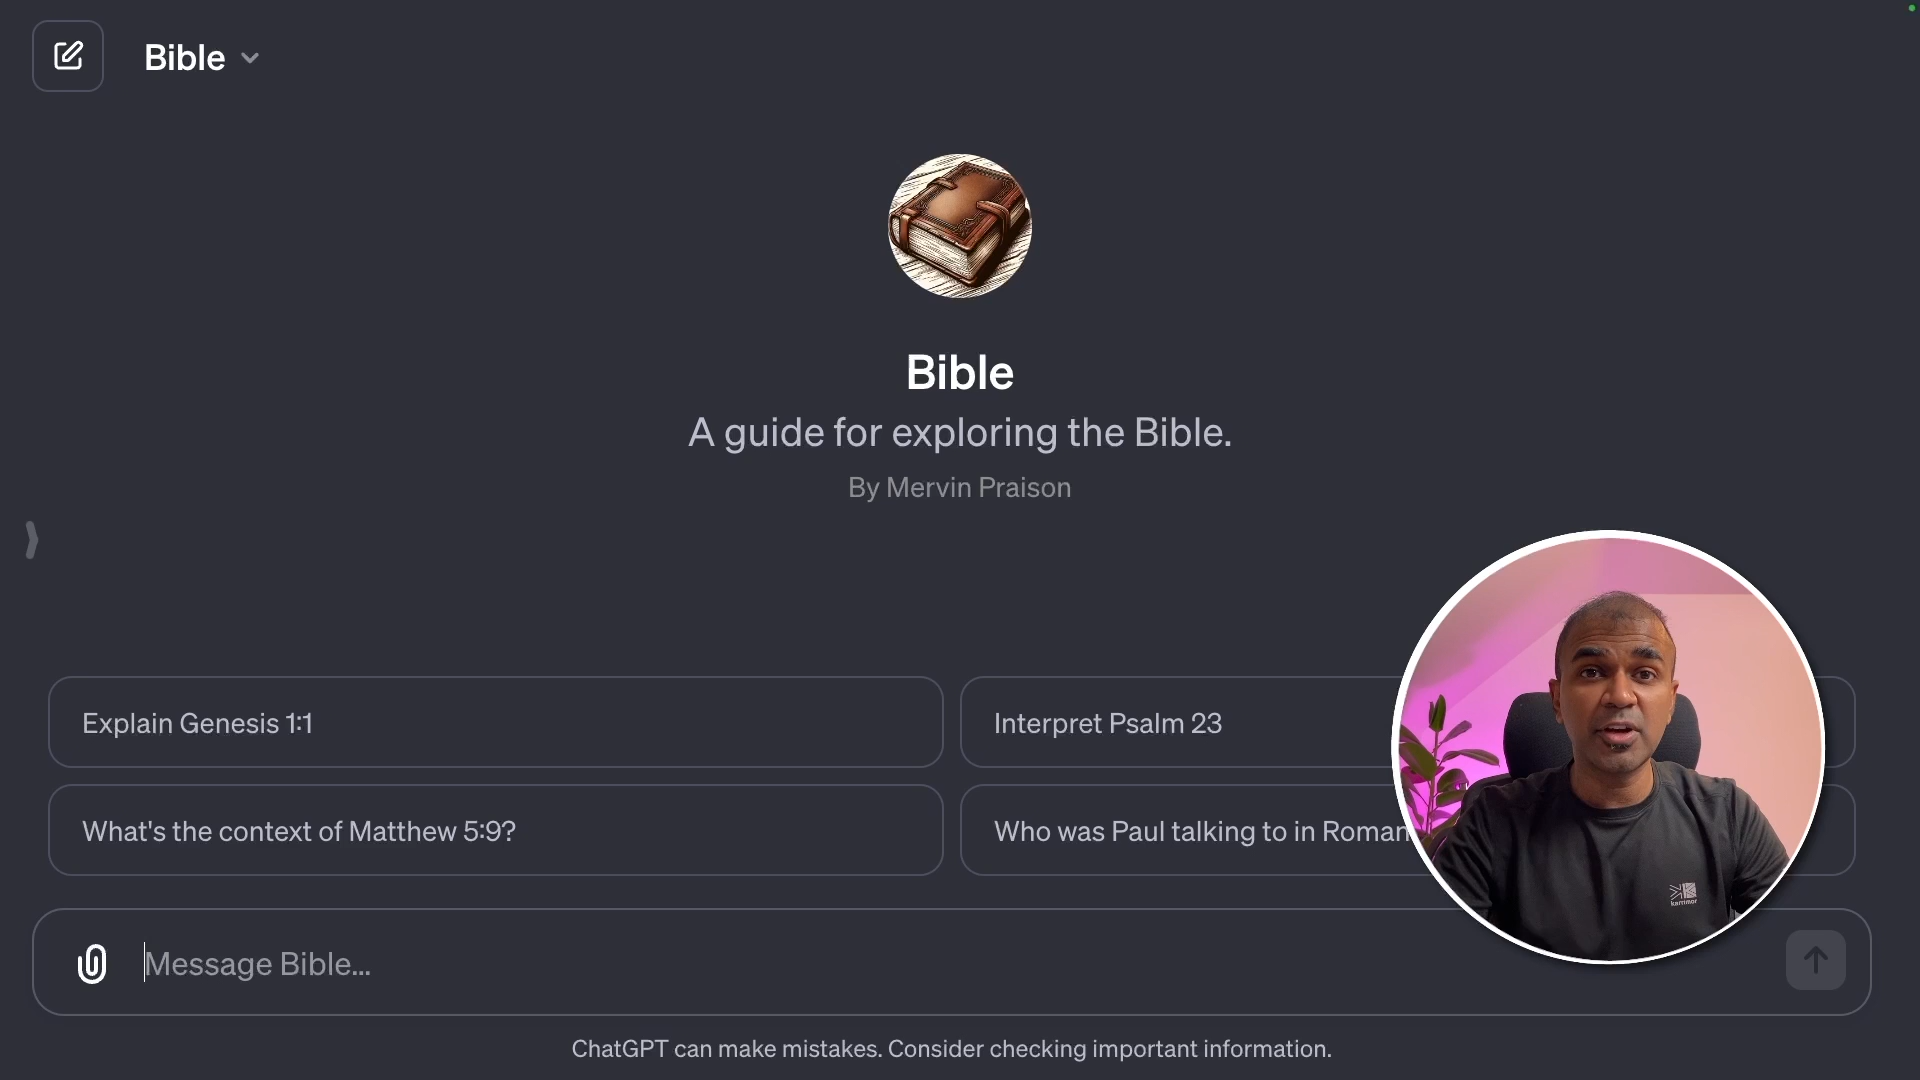 Bible
Bible
A guide for exploring the Bible.
By Mervin Praison
Explain Genesis 1:1
Interpret Psalm 23
What's the context of Matthew 5:9?
Who was Paul talking to in Roman
karrimor
Message Bible...
ChatGPT can make mistakes. Consider checking important information.